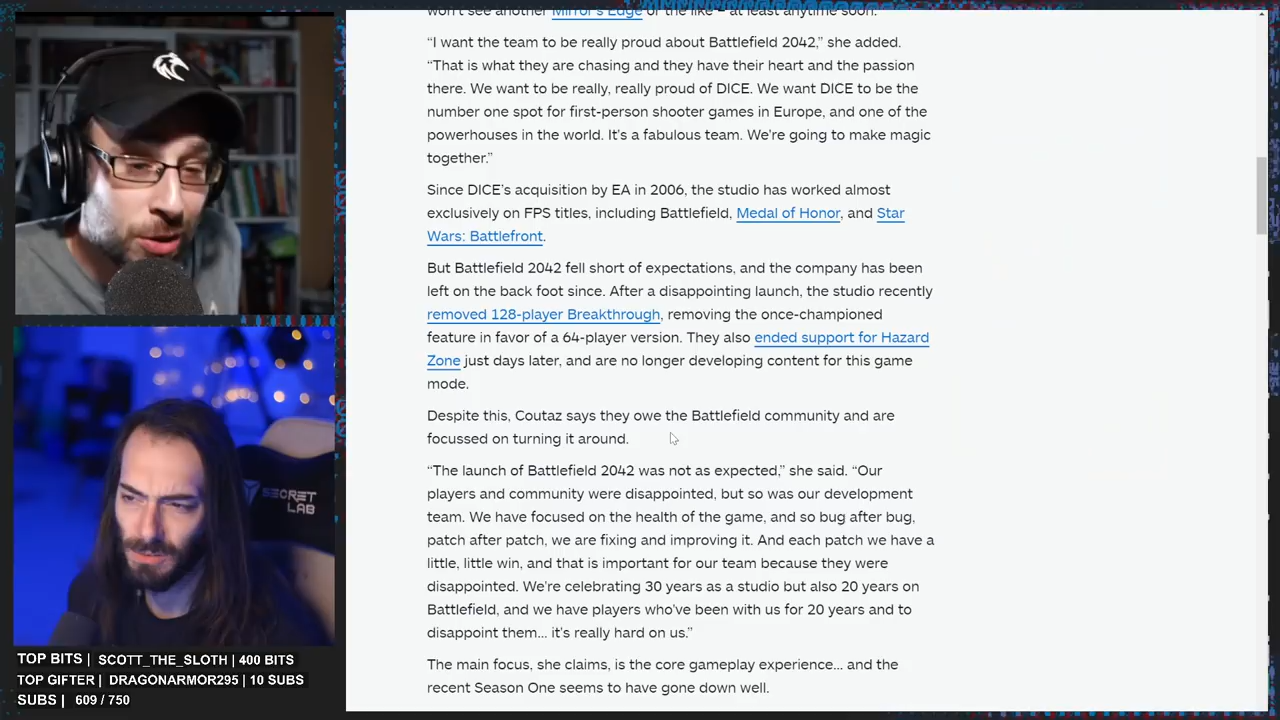 won't see another Mirror's Edge or the like – at least anytime soon.
“I want the team to be really proud about Battlefield 2042,” she added.
“That is what they are chasing and they have their heart and the passion
there. We want to be really, really proud of DICE. We want DICE to be the
number one spot for first-person shooter games in Europe, and one of the
powerhouses in the world. It's a fabulous team. We're going to make magic
together.”
Since DICE's acquisition by EA in 2006, the studio has worked almost
exclusively on FPS titles, including Battlefield, Medal of Honor, and Star
Wars: Battlefront.
But Battlefield 2042 fell short of expectations, and the company has been
left on the back foot since. After a disappointing launch, the studio recently
removed 128-player Breakthrough, removing the once-championed
feature in favor of a 64-player version. They also ended support for Hazard
Zone just days later, and are no longer developing content for this game
mode.
Despite this, Coutaz says they owe the Battlefield community and are
focussed on turning it around.
“The launch of Battlefield 2042 was not as expected,” she said. “Our
players and community were disappointed, but so was our development
team. We have focused on the health of the game, and so bug after bug,
patch after patch, we are fixing and improving it. And each patch we have a
little, little win, and that is important for our team because they were
disappointed. We're celebrating 30 years as a studio but also 20 years on
Battlefield, and we have players who've been with us for 20 years and to
disappoint them... it's really hard on us.”
The main focus, she claims, is the core gameplay experience... and the
recent Season One seems to have gone down well.
SECRET
LAB
TOP BITS | SCOTT_THE_SLOTH | 400 BITS
TOP GIFTER | DRAGONARMOR295 | 10 SUBS
SUBS | 609 / 750